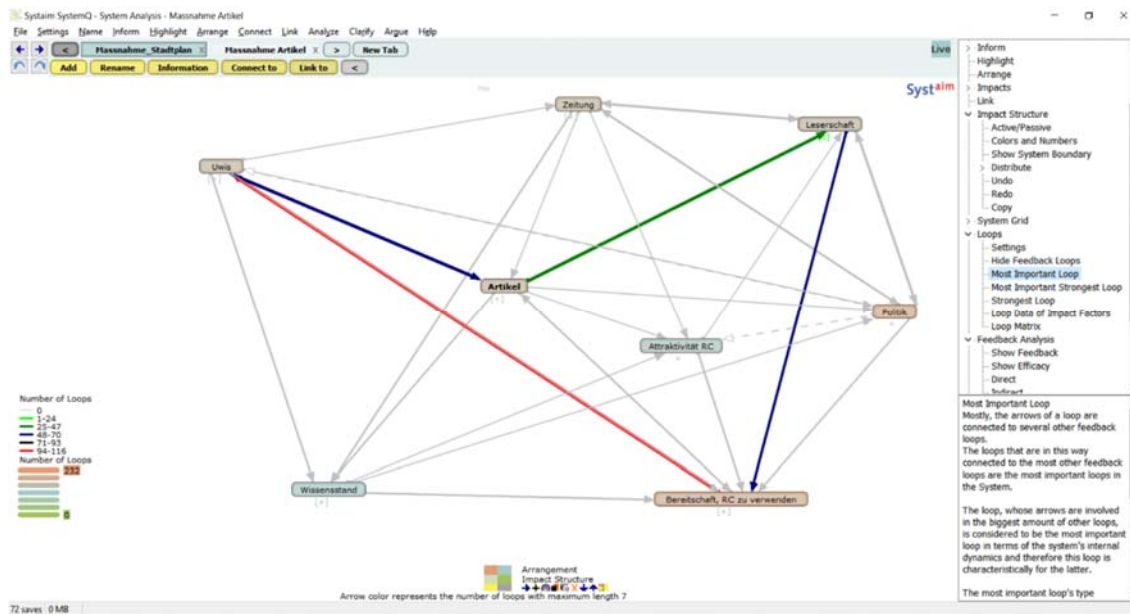 Systaim SystemQ - System Analysis - Massnahme Artikel
File Settings Name Inform Highlight Arrange Connect Link Analyze Clarify Argue Help
< Massnahme_Stadtplan X Massnahme Artikel X > New Tab
Live
Add Rename Information Connect to Link to <
Systaim
Zeitung
Leserschaft
Uwis
[+]
Artikel
[+]
Politik
Attraktivität RC
Wissensstand
[+]
Bereitschaft, RC zu verwenden
[+]
Number of Loops
0
1-24
25-47
48-70
71-93
94-116
Number of Loops
232
0
Arrangement
Impact Structure
Arrow color represents the number of loops with maximum length 7
72 saves 0 MB
Inform
Highlight
Arrange
Impacts
Link
Impact Structure
Active/Passive
Colors and Numbers
Show System Boundary
Distribute
Undo
Redo
Copy
System Grid
Loops
Settings
Hide Feedback Loops
Most Important Loop
Most Important Strongest Loop
Strongest Loop
Loop Data of Impact Factors
Loop Matrix
Feedback Analysis
Show Feedback
Show Efficacy
Direct
Indirect
Most Important Loop
Mostly, the arrows of a loop are
connected to several other feedback
loops.
The loops that are in this way
connected to the most other feedback
loops are the most important loops in
the System.
The loop, whose arrows are involved
in the biggest amount of other loops,
is considered to be the most important
loop in terms of the system's internal
dynamics and therefore this loop is
characteristically for the latter.
The most important loop's type